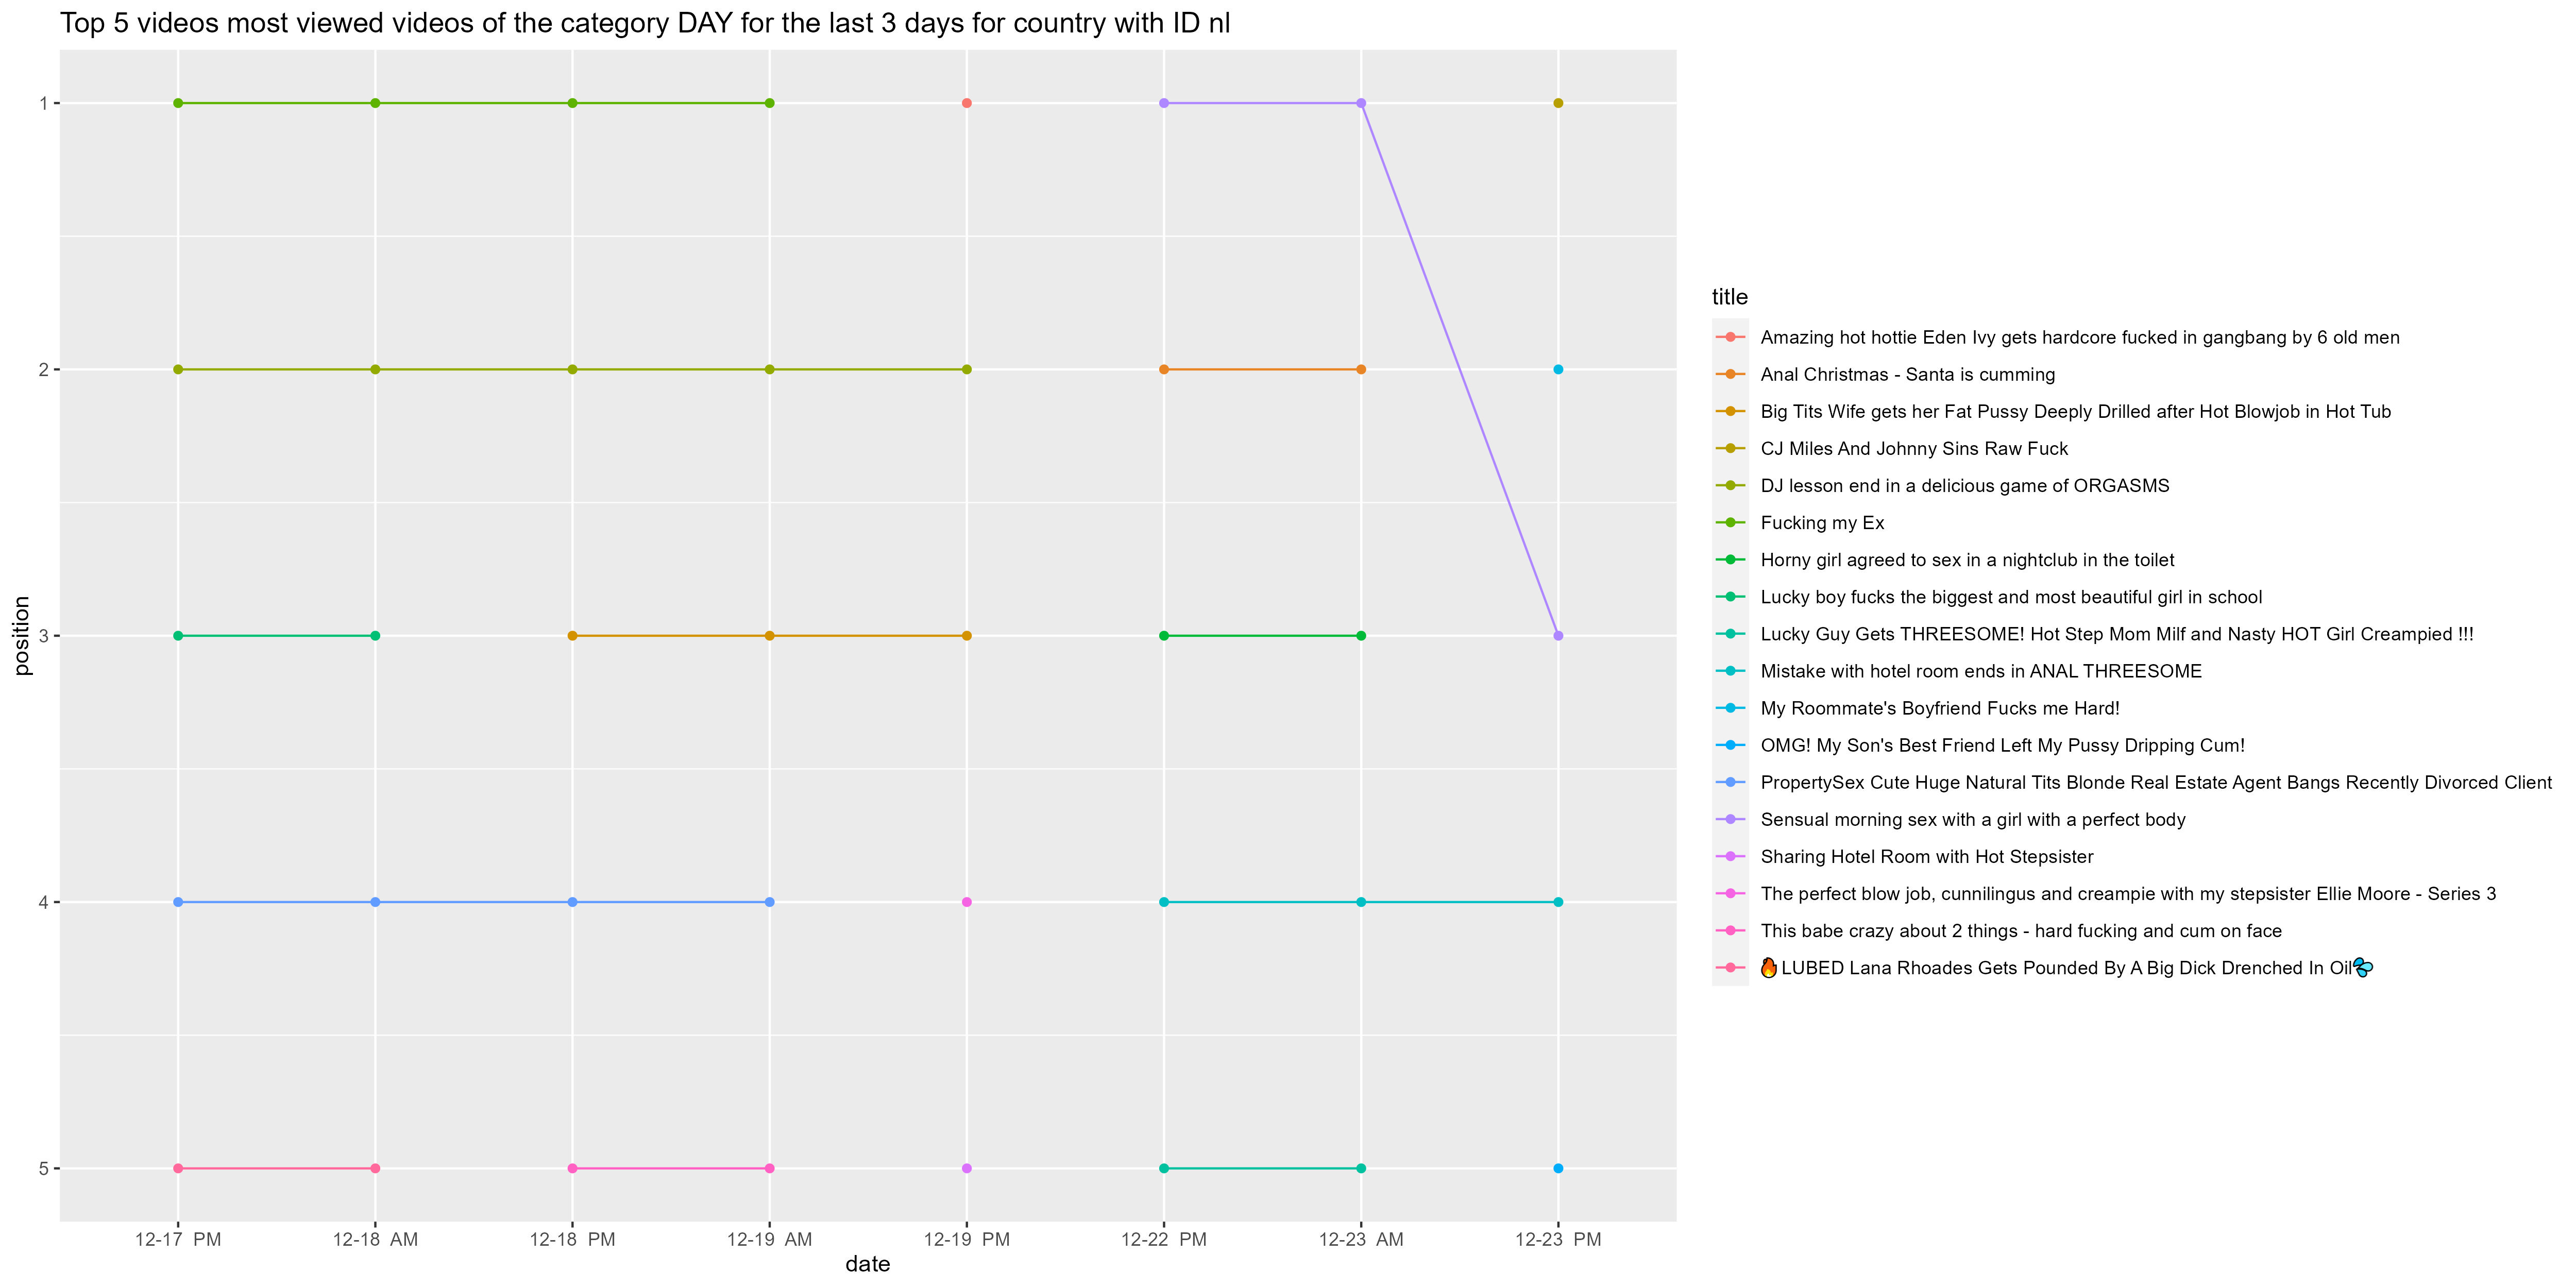 Top 5 videos most viewed videos of the category DAY for the last 3 days for country with ID nl
position
1
2
3
4
5
12-17 PM
12-18 AM
12-18 PM
12-19 AM
12-19 PM
12-22 PM
12-23 AM
12-23 PM
date
title
Amazing hot hottie Eden Ivy gets hardcore fucked in gangbang by 6 old men
Anal Christmas - Santa is cumming
Big Tits Wife gets her Fat Pussy Deeply Drilled after Hot Blowjob in Hot Tub
CJ Miles And Johnny Sins Raw Fuck
DJ lesson end in a delicious game of ORGASMS
Fucking my Ex
Horny girl agreed to sex in a nightclub in the toilet
Lucky boy fucks the biggest and most beautiful girl in school
Lucky Guy Gets THREESOME! Hot Step Mom Milf and Nasty HOT Girl Creampied !!!
Mistake with hotel room ends in ANAL THREESOME
My Roommate's Boyfriend Fucks me Hard!
OMG! My Son's Best Friend Left My Pussy Dripping Cum!
PropertySex Cute Huge Natural Tits Blonde Real Estate Agent Bangs Recently Divorced Client
Sensual morning sex with a girl with a perfect body
Sharing Hotel Room with Hot Stepsister
The perfect blow job, cunnilingus and creampie with my stepsister Ellie Moore - Series 3
This babe crazy about 2 things - hard fucking and cum on face
🔥LUBED Lana Rhoades Gets Pounded By A Big Dick Drenched In Oil💦